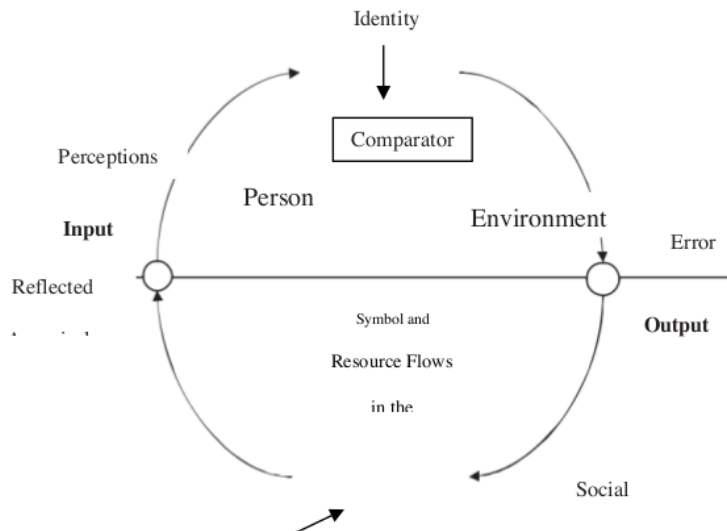 Identity
Comparator
Perceptions
Person
Environment
Input
Error
Reflected
Symbol and
Output
Resource Flows
in the
Social